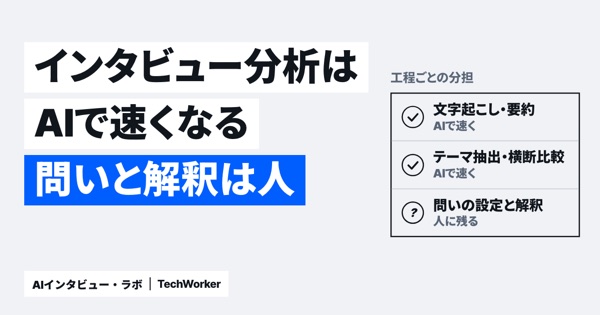 インタビュー分析は
AIで速くなる
問いと解釈は人
工程ごとの分担
文字起こし・要約
AIで速く
テーマ抽出・横断比較
AIで速く
?
問いの設定と解釈
人に残る
AIインタビュー・ラボ | TechWorker